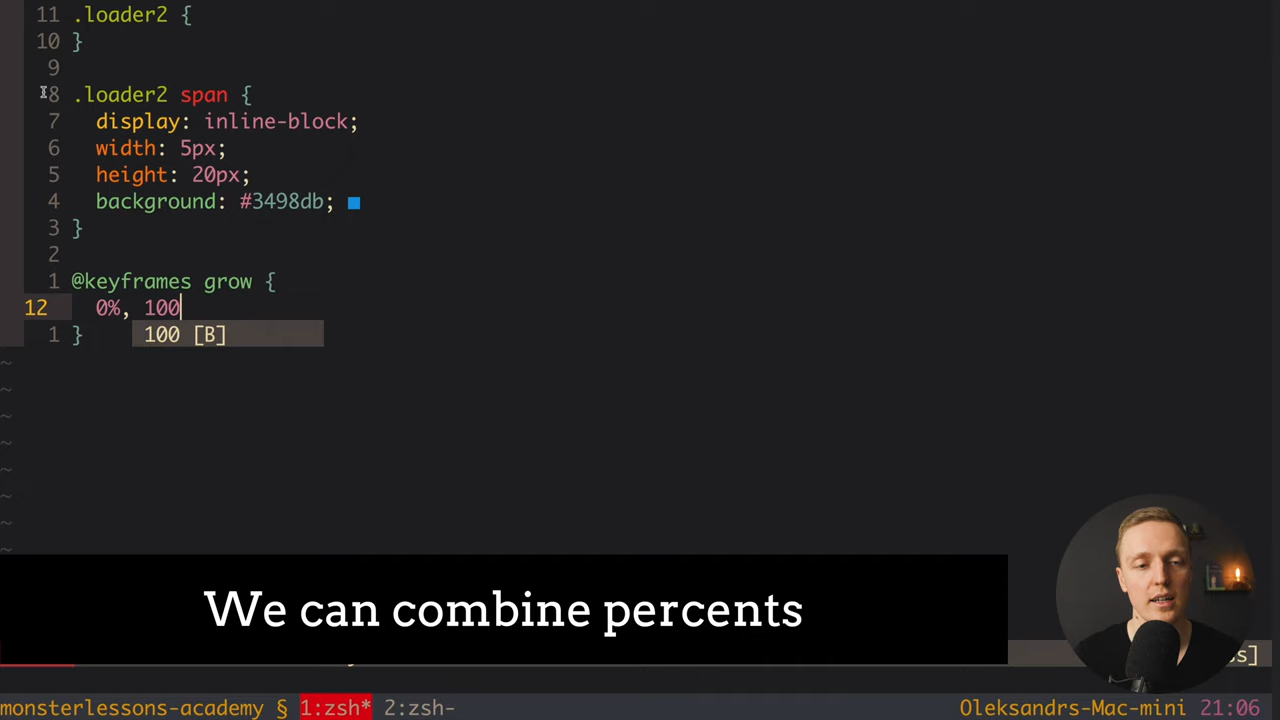 11 .loader2 {
10 }
9
8 .loader2 span {
7 display: inline-block;
6 width: 5px;
5 height: 20px;
4 background: #3498db;
3 }
2
1 @keyframes grow {
12 0%, 100
1 } 100 [B]
~
~
~
~
~
~
~
~
We can combine percents
s]
monsterlessons-academy § 1:zsh* 2:zsh- Oleksandrs-Mac-mini 21:06